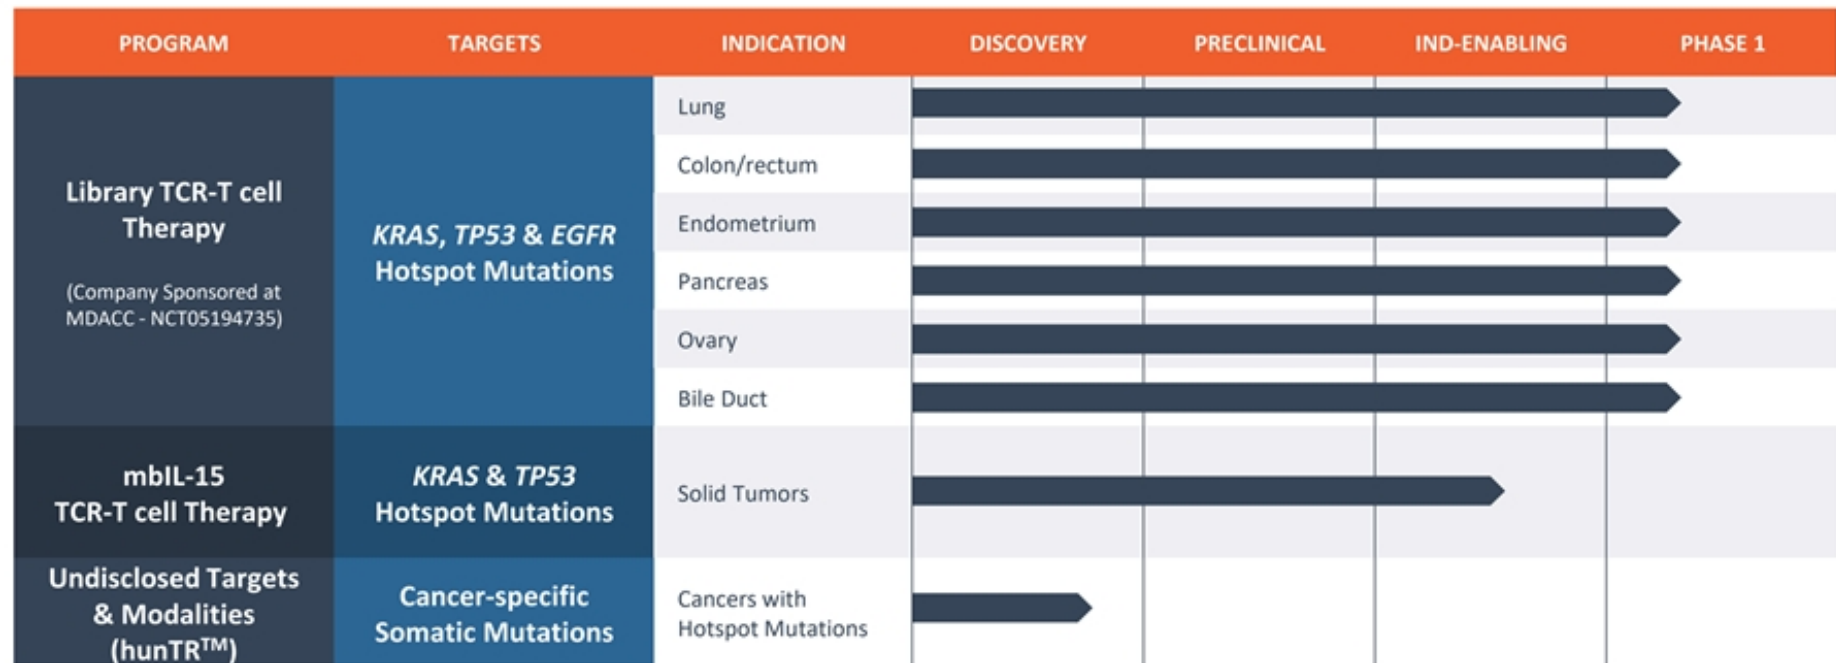 PROGRAM TARGETS INDICATION DISCOVERY PRECLINICAL IND-ENABLING PHASE 1
Library TCR-T cell
Therapy
(Company Sponsored at
MDACC - NCT05194735)
KRAS, TP53 & EGFR
Hotspot Mutations
Lung
Colon/rectum
Endometrium
Pancreas
Ovary
Bile Duct
mbIL-15
TCR-T cell Therapy
KRAS & TP53
Hotspot Mutations
Solid Tumors
Undisclosed Targets
& Modalities
(hunTR™)
Cancer-specific
Somatic Mutations
Cancers with
Hotspot Mutations